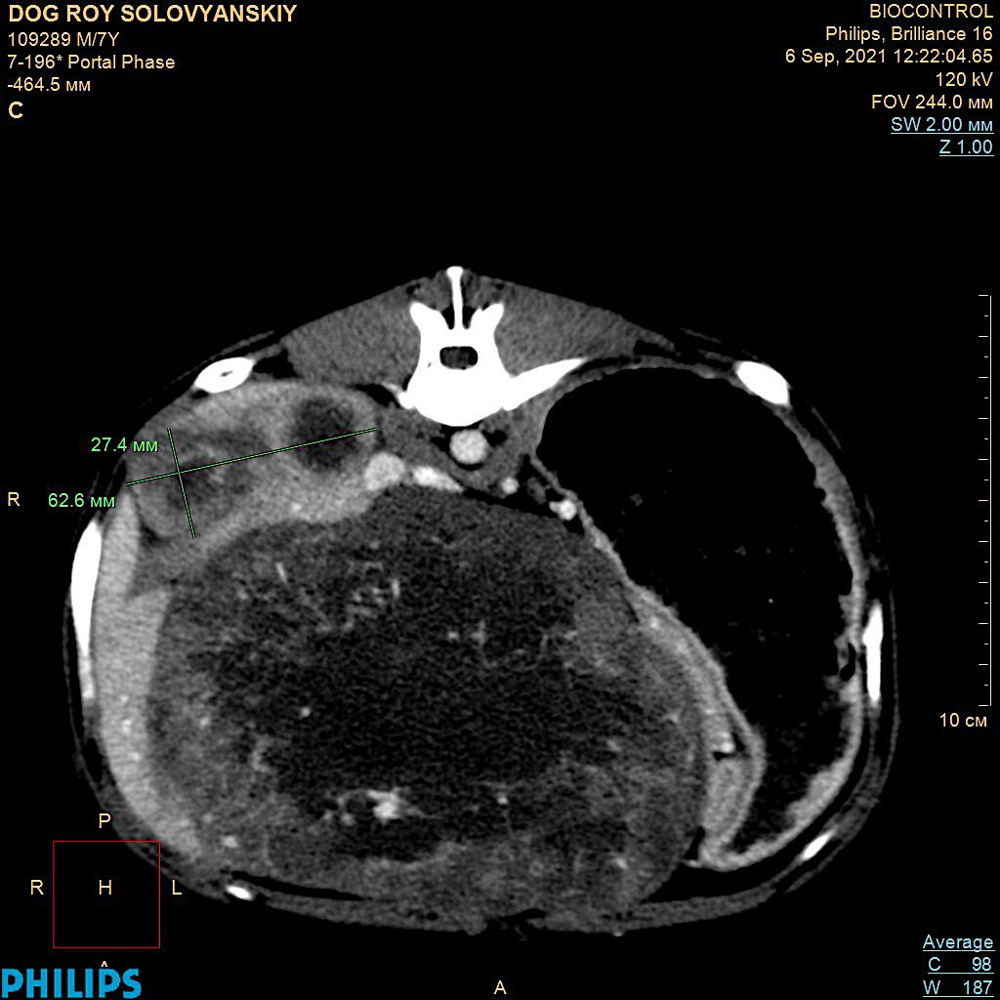 DOG ROY SOLOVYANSKIY
109289 M/7Y
7-196* Portal Phase
-464.5 мм
C
BIOCONTROL
Philips, Brilliance 16
6 Sep, 2021 12:22:04.65
120 kV
FOV 244.0 мм
SW 2.00 мм
Z 1.00
27.4 мм
R
62.6 мм
10 см
P
R
H
L
A
PHILIPS
A
Average
C 98
W 187